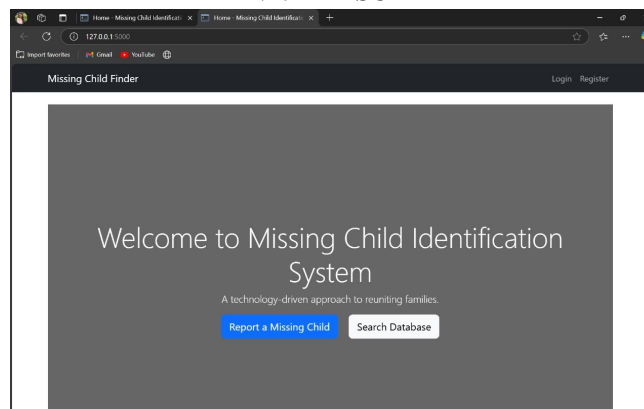 Home - Missing Child Identificati
Home - Missing Child Identificati
127.0.0.1:5000
Import favorites Gmail YouTube
Missing Child Finder Login Register
Welcome to Missing Child Identification
System
A technology-driven approach to reuniting families.
Report a Missing Child Search Database